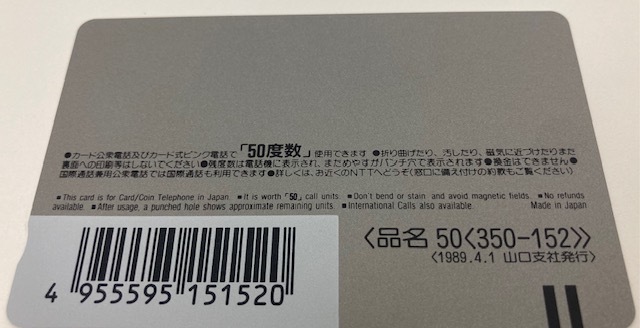 ●カード公衆電話及びカード式ピンク電話で「50度数」使用できます ●折り曲げたり、汚したり、磁気に近づけたりまた
裏面への印刷等はしないでください●残度数は電話機に表示され、まためやすがパンチ穴で表示されます●換金はできません●
国際通話兼用公衆電話では国際通話も利用できます●詳しくは、お近くのNTTへどうぞ(窓口に備え付の約款もご覧ください)
■This card is for Card/Coin Telephone in Japan. ■It is worth「50」call units ■Don't bend or stain and avoid magnetic fields. ■No refunds
available. ■After usage, a punched hole shows approximate remaining units. ■International Calls also available. Made in Japan
〈品名 50〈350-152〉〉
〈1989.4.1 山口支社発行〉
4 955595 151520